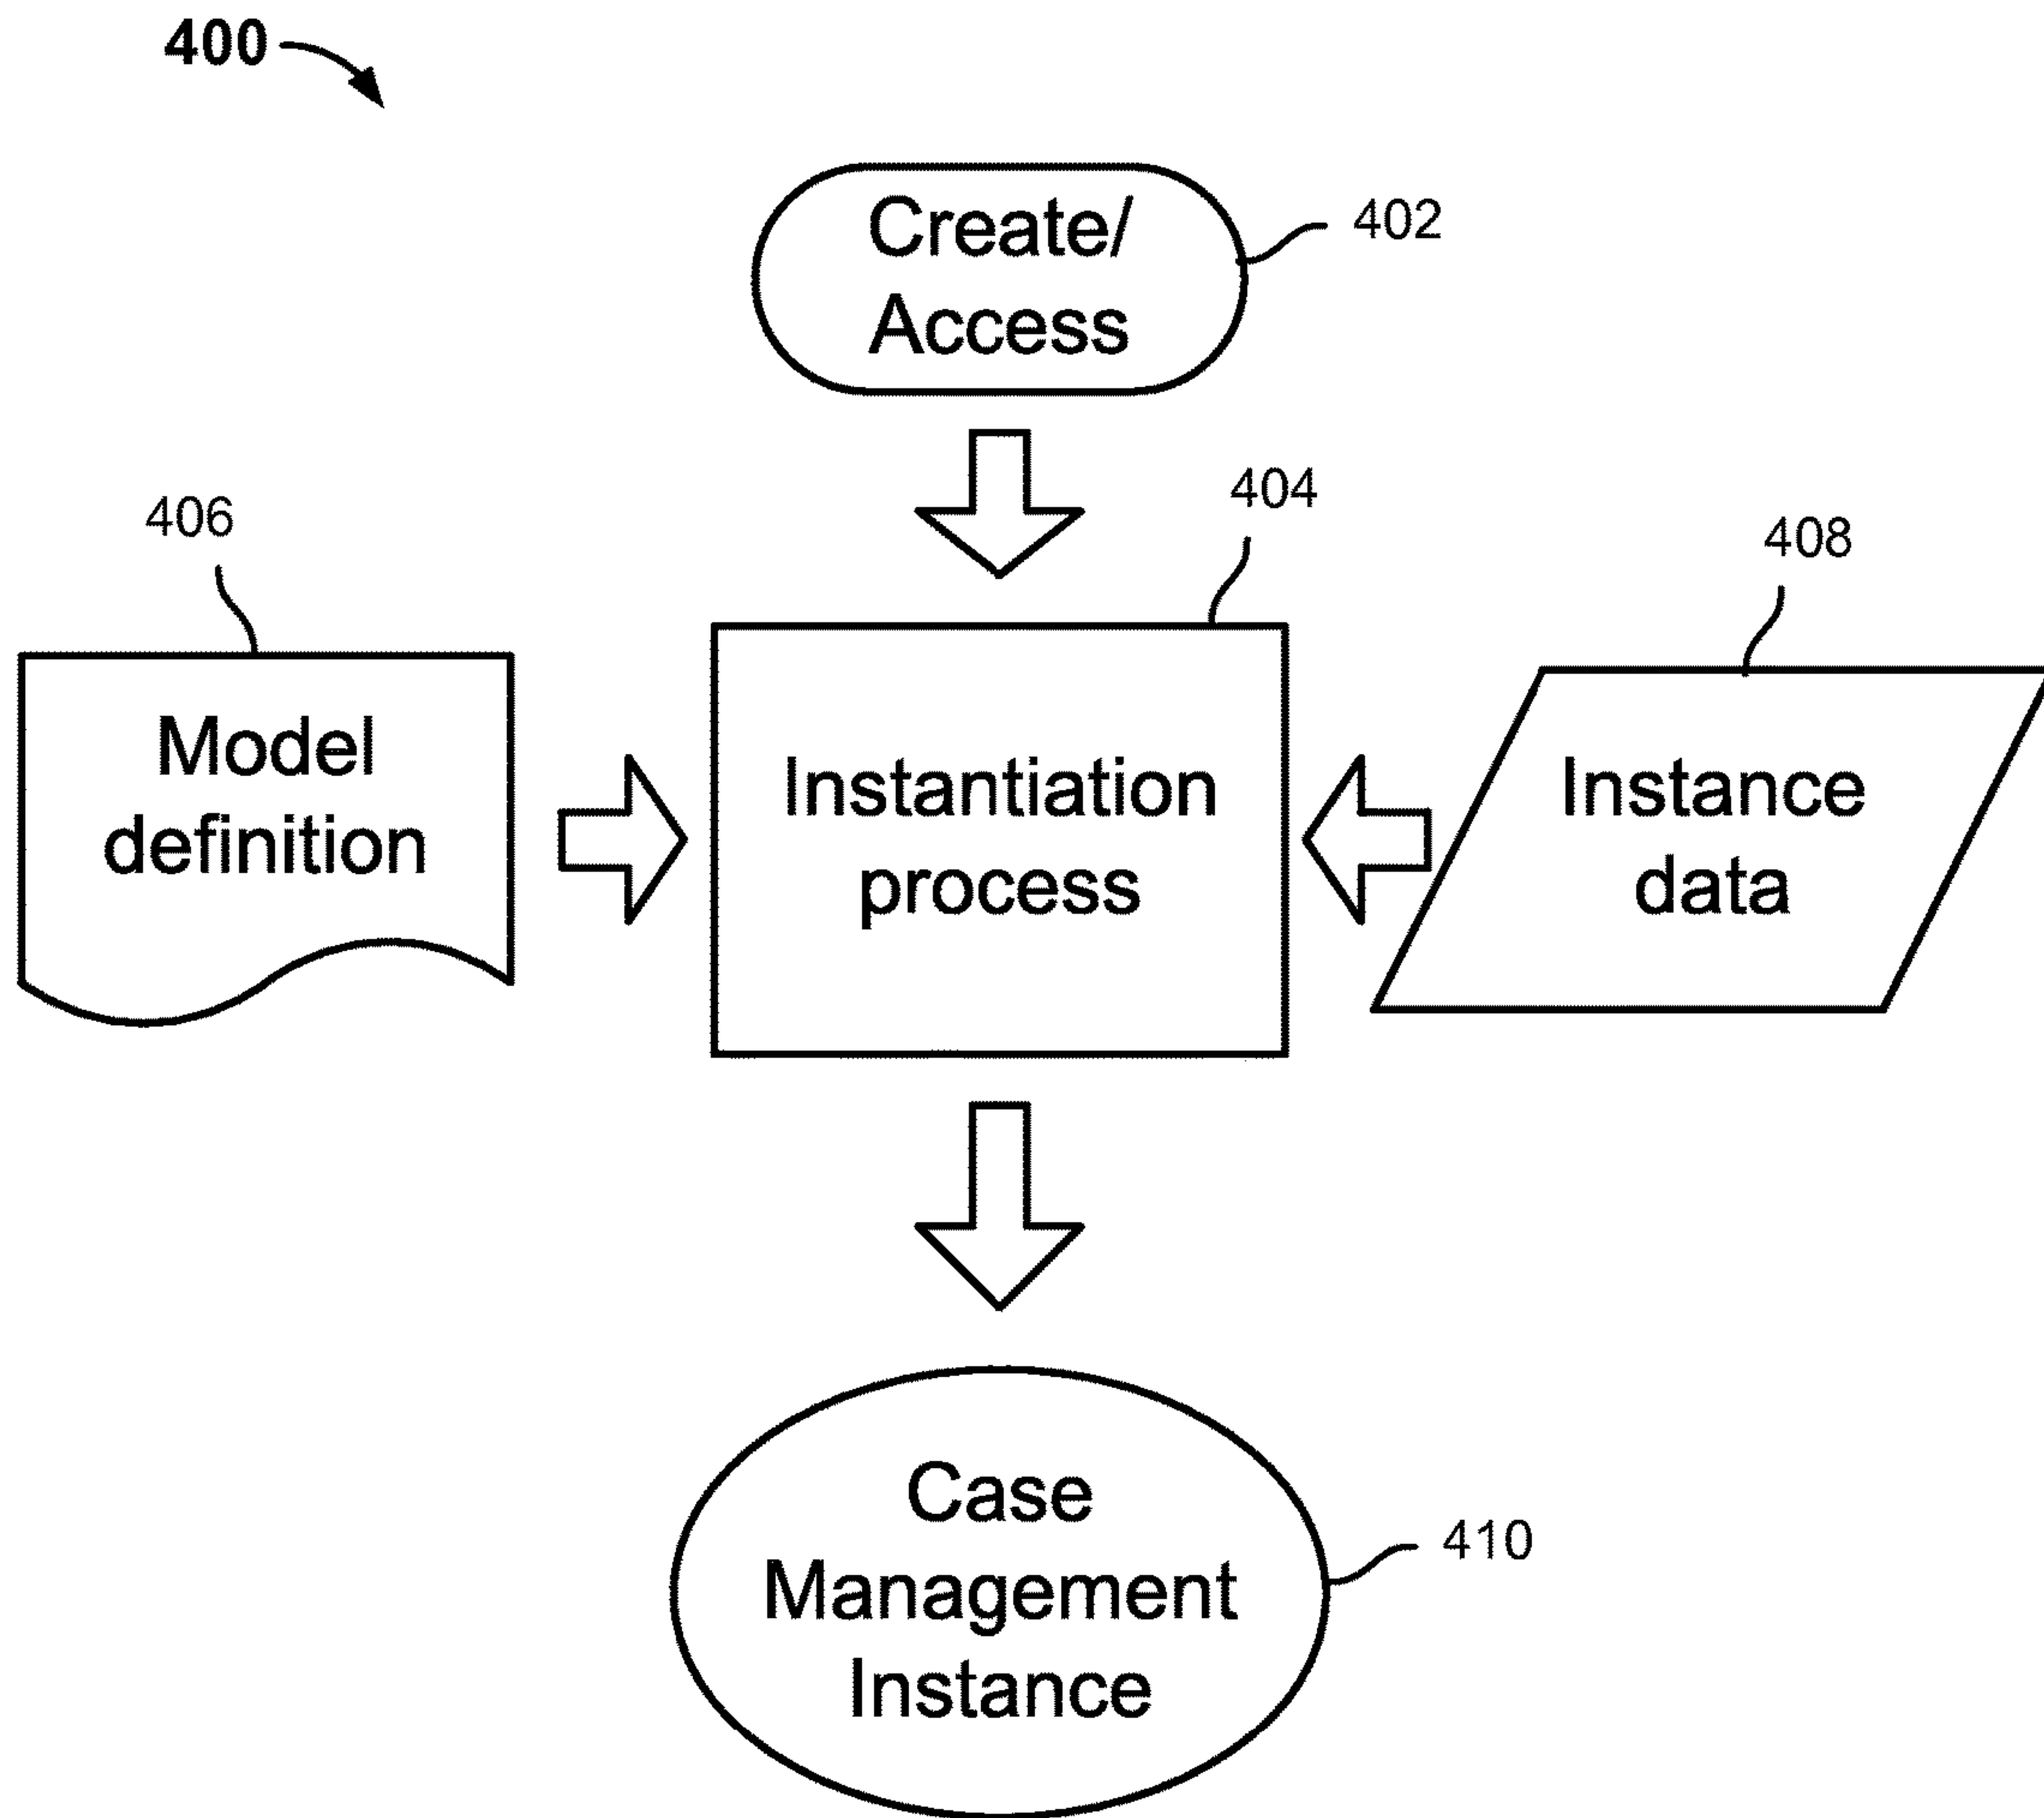 400
Create/
Access
402
404
406
408
Model
definition
Instantiation
process
Instance
data
Case
Management
Instance
410